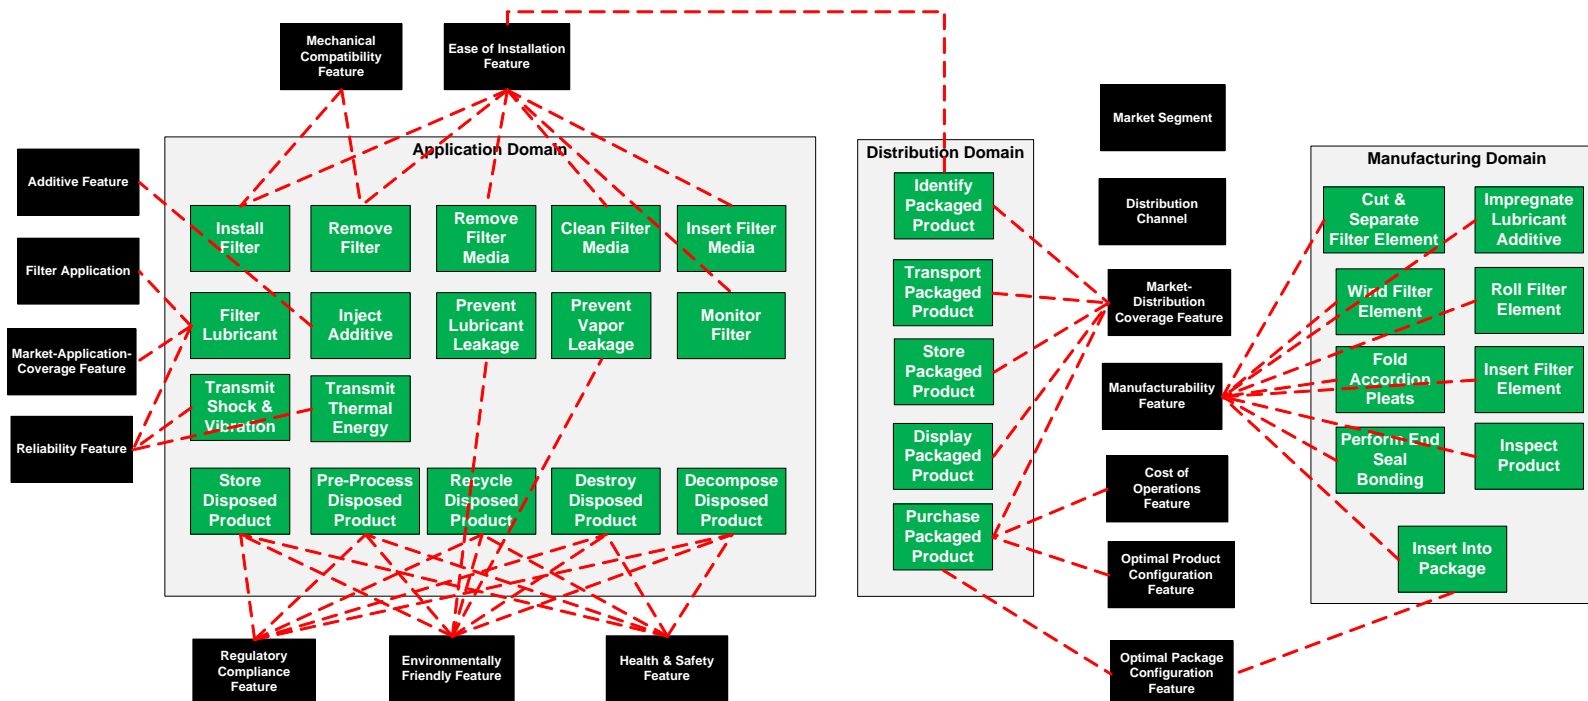 Mechanical
Compatibility
Feature
Ease of Installation
Feature
Market Segment
Application Domain
Distribution Domain
Manufacturing Domain
Additive Feature
Filter Application
Market-Application-
Coverage Feature
Reliability Feature
Install
Filter
Remove
Filter
Remove
Filter
Media
Clean Filter
Media
Insert Filter
Media
Filter
Lubricant
Inject
Additive
Prevent
Lubricant
Leakage
Prevent
Vapor
Leakage
Monitor
Filter
Transmit
Shock &
Vibration
Transmit
Thermal
Energy
Store
Disposed
Product
Pre-Process
Disposed
Product
Recycle
Disposed
Product
Destroy
Disposed
Product
Decompose
Disposed
Product
Regulatory
Compliance
Feature
Environmentally
Friendly Feature
Health & Safety
Feature
Identify
Packaged
Product
Transport
Packaged
Product
Store
Packaged
Product
Display
Packaged
Product
Purchase
Packaged
Product
Distribution
Channel
Market-
Distribution
Coverage Feature
Manufacturability
Feature
Cost of
Operations
Feature
Optimal Product
Configuration
Feature
Optimal Package
Configuration
Feature
Cut &
Separate
Filter Element
Impregnate
Lubricant
Additive
Wind Filter
Element
Roll Filter
Element
Fold
Accordion
Pleats
Insert Filter
Element
Perform End
Seal
Bonding
Inspect
Product
Insert Into
Package